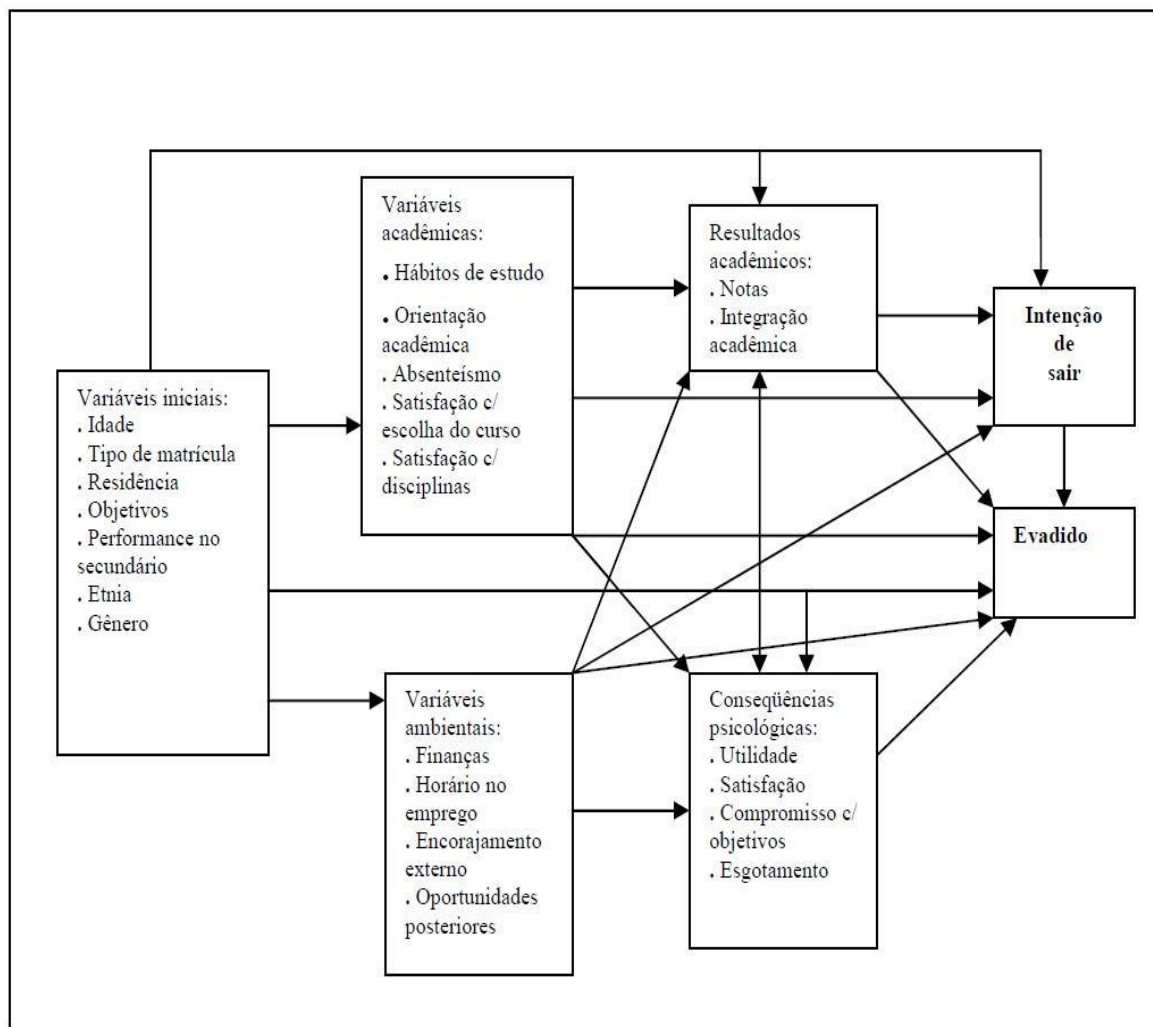 Variáveis iniciais:
. Idade
. Tipo de matrícula
. Residência
. Objetivos
. Performance no
secundário
. Etnia
. Gênero
Variáveis
acadêmicas:
. Hábitos de estudo
. Orientação
acadêmica
. Absenteísmo
. Satisfação c/
escolha do curso
. Satisfação c/
disciplinas
Variáveis
ambientais:
. Finanças
. Horário no
emprego
. Encorajamento
externo
. Oportunidades
posteriores
Resultados
acadêmicos:
. Notas
. Integração
acadêmica
Conseqüências
psicológicas:
. Utilidade
. Satisfação
. Compromisso c/
objetivos
. Esgotamento
Intenção
de
sair
Evadido